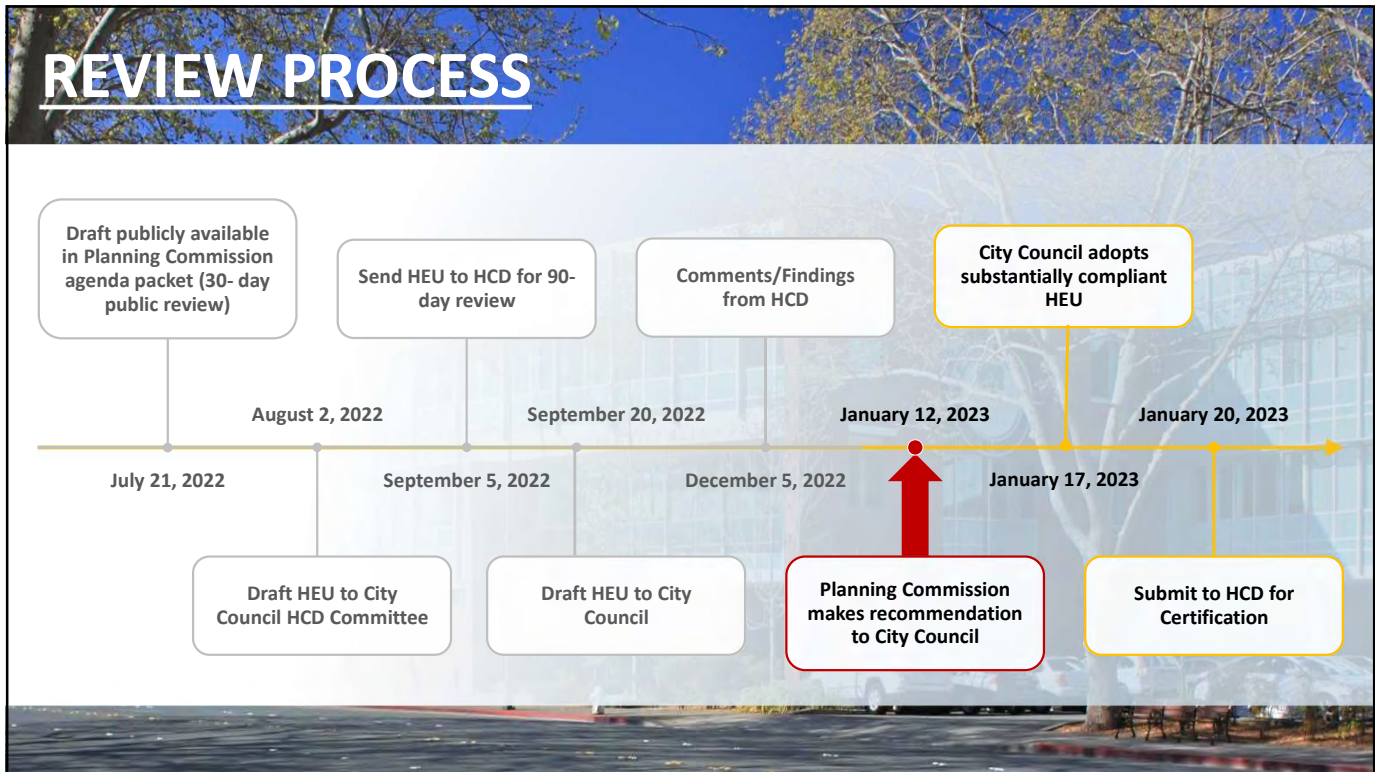 REVIEW PROCESS
Draft publicly available
in Planning Commission
agenda packet (30- day
public review)
Send HEU to HCD for 90-
day review
Comments/Findings
from HCD
City Council adopts
substantially compliant
HEU
August 2, 2022
September 20, 2022
January 12, 2023
January 20, 2023
July 21, 2022
September 5, 2022
December 5, 2022
January 17, 2023
Draft HEU to City
Council HCD Committee
Draft HEU to City
Council
Planning Commission
makes recommendation
to City Council
Submit to HCD for
Certification